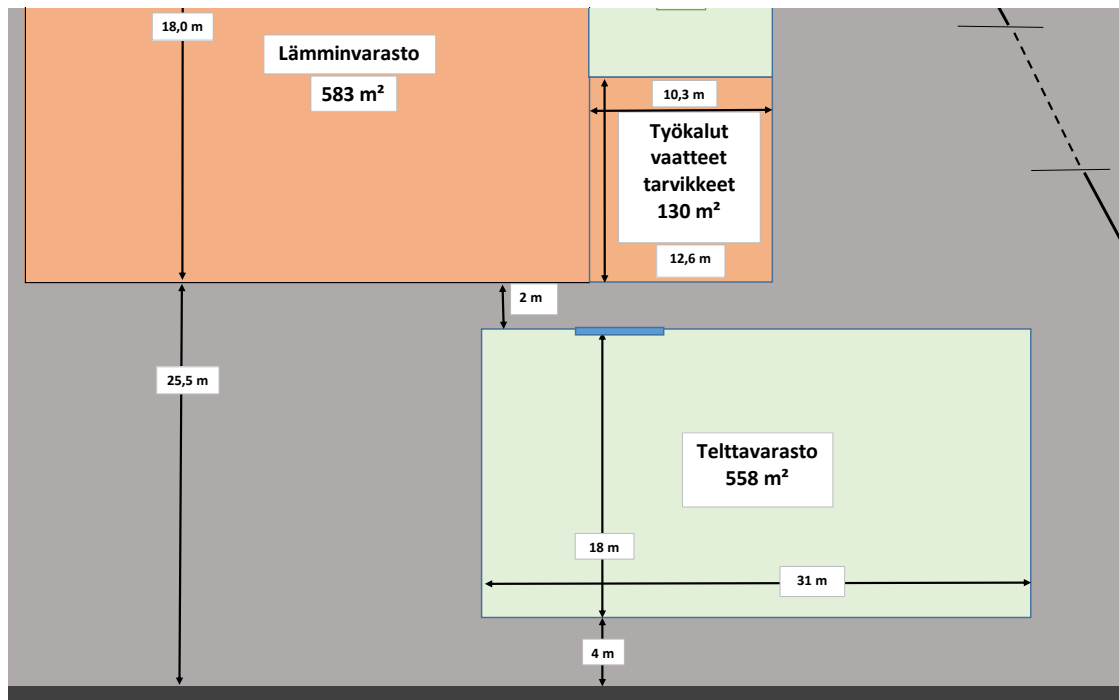 18,0 m
Lämminvarasto
583 m²
10,3 m
Työkalut
vaatteet
tarvikkeet
130 m²
12,6 m
2 m
25,5 m
Telttavarasto
558 m²
18 m
31 m
4 m